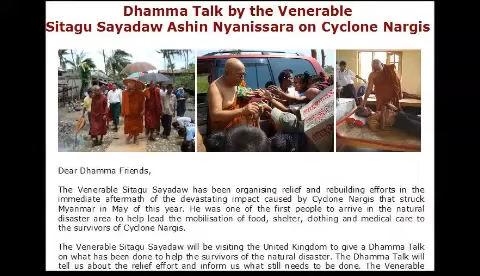 Dhamma Talk by the Venerable
Sitagu Sayadaw Ashin Nyanissara on Cyclone Nargis
Dear Dhamma Friends,
The Venerable Sitagu Sayadaw has been organising relief and rebuilding efforts in the
immediate aftermath of the devastating impact caused by Cyclone Nargis that struck
Myanmar in May of this year. He was one of the first people to arrive in the natural
disaster area to help lead the mobilisation of food, shelter, clothing and medical care to
the survivors of Cyclone Nargis.
The Venerable Sitagu Sayadaw will be visiting the United Kingdom to give a Dhamma Talk
on what has been done to help the survivors of the natural disaster. The Dhamma Talk will
tell us about the relief effort and inform us what still needs to be done. The Venerable